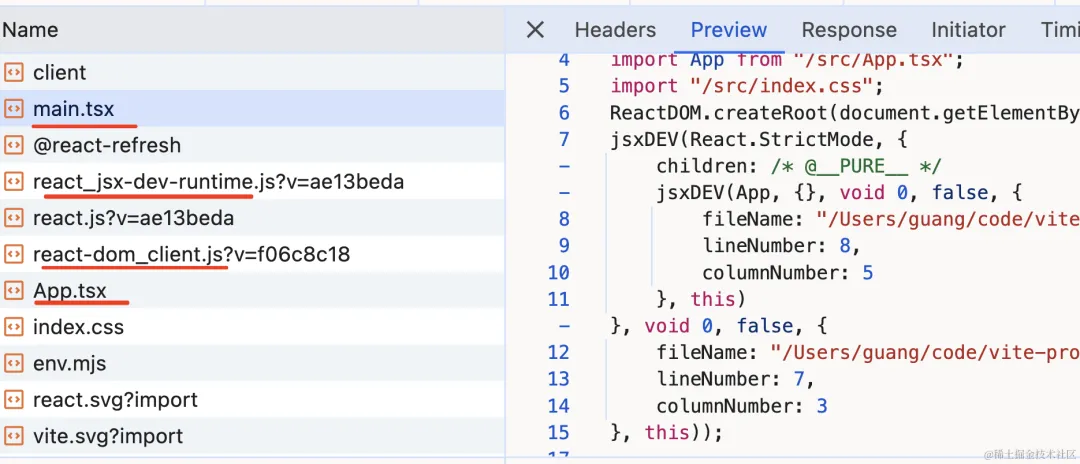 Name
Headers Preview Response Initiator
client
main.tsx
@react-refresh
react_jsx-dev-runtime.js?v=ae13beda
react.js?v=ae13beda
react-dom_client.js?v=f06c8c18
App.tsx
index.css
env.mjs
react.svg?import
vite.svg?import
4 import App from "/src/App.tsx";
5 import "/src/index.css";
6 ReactDOM.createRoot(document.getElementBy
7 jsxDEV(React.StrictMode, {
- children: /* @__PURE__ */
- jsxDEV(App, {}, void 0, false, {
8 fileName: "/Users/guang/code/vite
9 lineNumber: 8,
10 columnNumber: 5
11 }, this)
- }, void 0, false, {
12 fileName: "/Users/guang/code/vite-pro
13 lineNumber: 7,
14 columnNumber: 3
15 }, this));
@稀土掘金技术社区